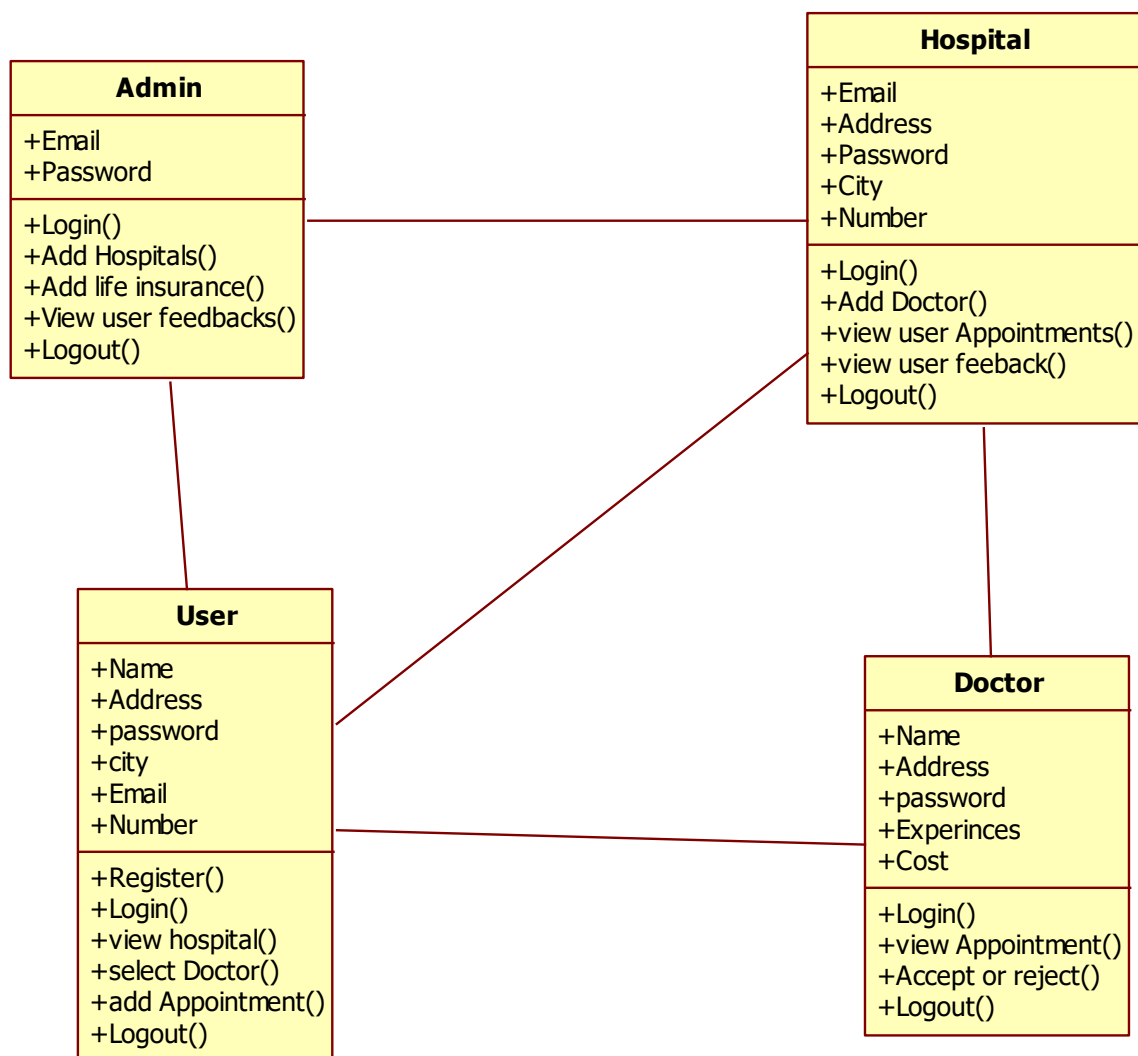 Admin
+Email
+Password
+Login()
+Add Hospitals()
+Add life insurance()
+View user feedbacks()
+Logout()
Hospital
+Email
+Address
+Password
+City
+Number
+Login()
+Add Doctor()
+view user Appointments()
+view user feeback()
+Logout()
User
+Name
+Address
+password
+city
+Email
+Number
+Register()
+Login()
+view hospital()
+select Doctor()
+add Appointment()
+Logout()
Doctor
+Name
+Address
+password
+Experinces
+Cost
+Login()
+view Appointment()
+Accept or reject()
+Logout()